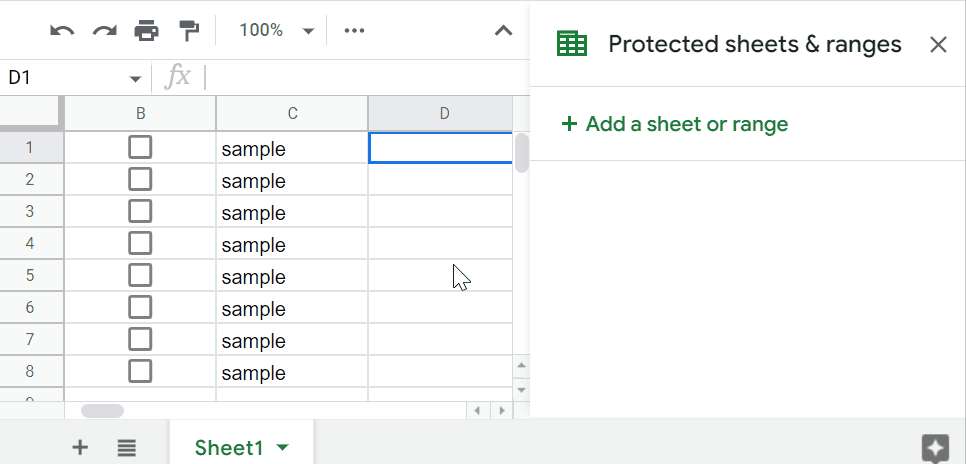 100%
Protected sheets & ranges
D1
fx
B C D
+ Add a sheet or range
1 sample
2 sample
3 sample
4 sample
5 sample
6 sample
7 sample
8 sample
Sheet1